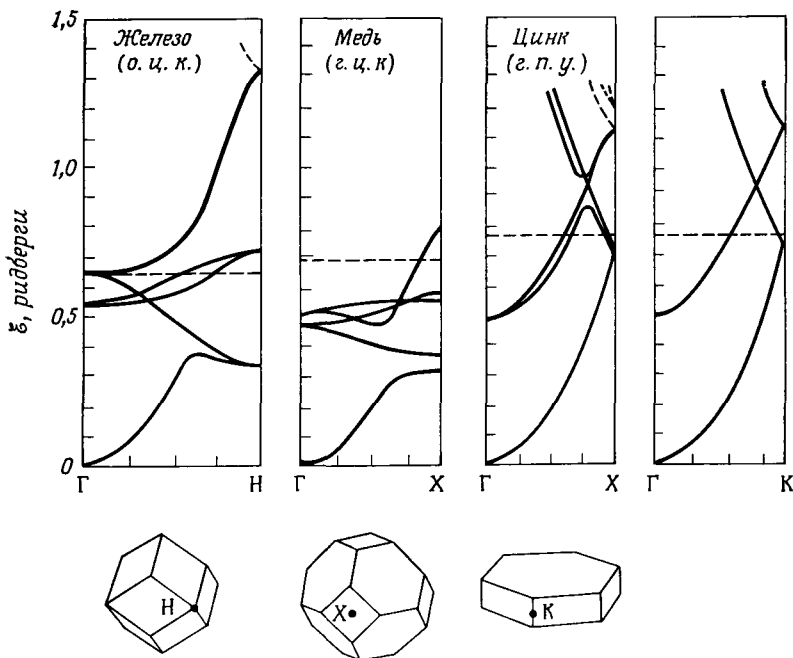 1,5
Железо
(о. ц. к.)
Медь
(г. ц. к)
Цинк
(г. п. у.)
1,0
ℰ, ридберги
0,5
0
Γ H
Γ X
Γ X
Γ K
H
X
K